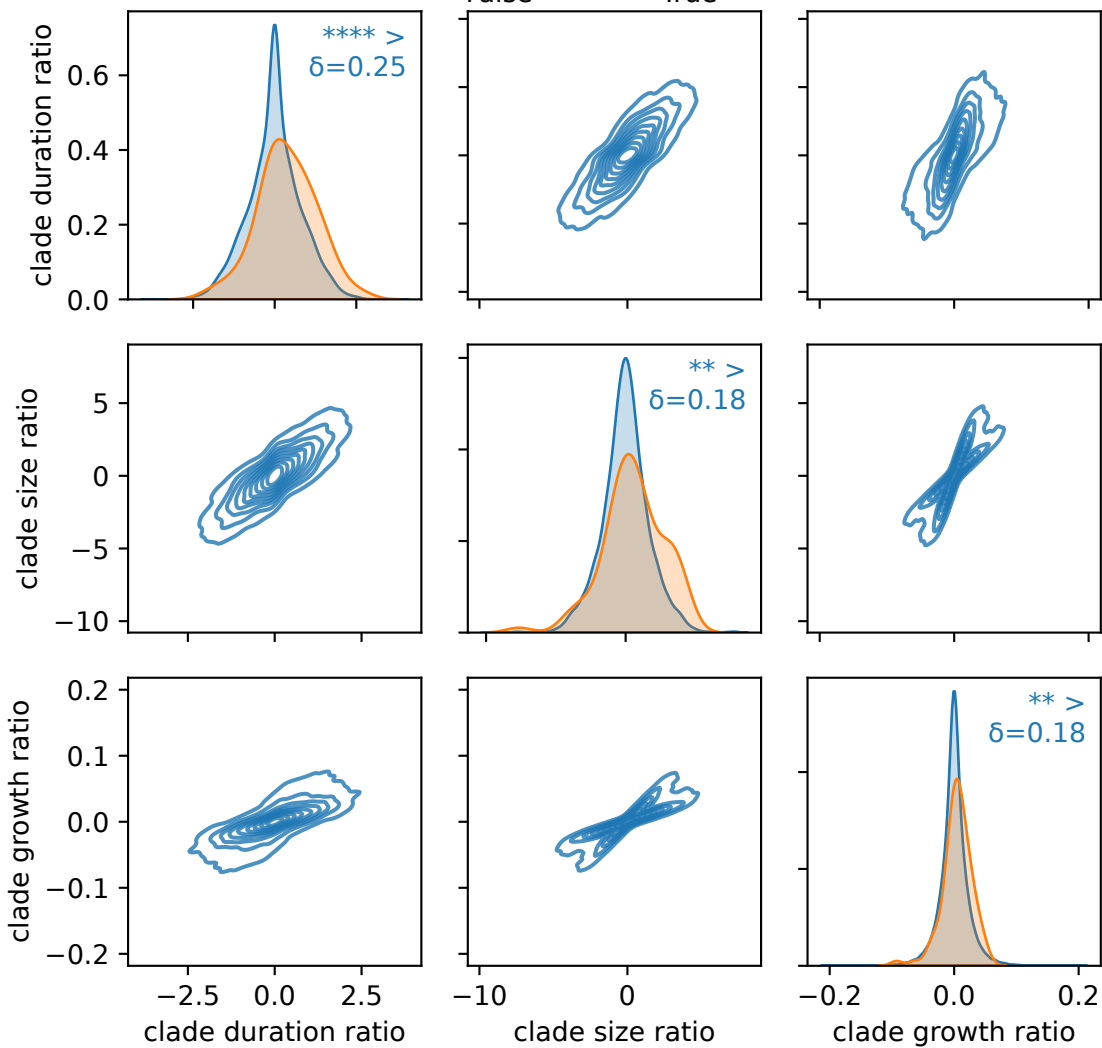 False True
clade duration ratio
0.6
0.4
0.2
0.0
**** >
δ=0.25
clade size ratio
5
0
−5
−10
** >
δ=0.18
clade growth ratio
0.2
0.1
0.0
−0.1
−0.2
** >
δ=0.18
−2.5 0.0 2.5
−10 0
−0.2 0.0 0.2
clade duration ratio
clade size ratio
clade growth ratio